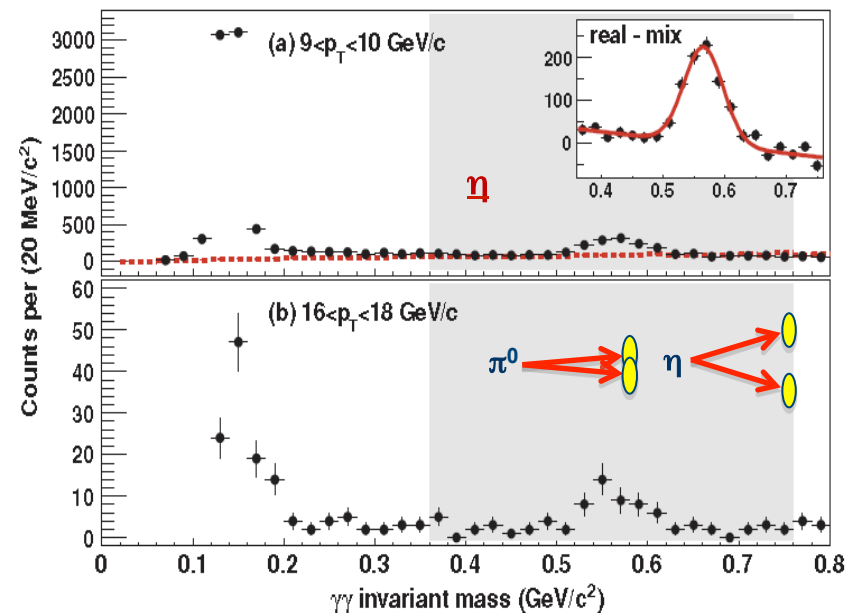 Counts per (20 MeV/c²)
(a) 9<p_T<10 GeV/c
3000
2500
2000
1500
1000
500
0
η
real - mix
200
100
0
0.4 0.5 0.6 0.7
(b) 16<p_T<18 GeV/c
60
50
40
30
20
10
0
π⁰
η
0 0.1 0.2 0.3 0.4 0.5 0.6 0.7 0.8
γγ invariant mass (GeV/c²)